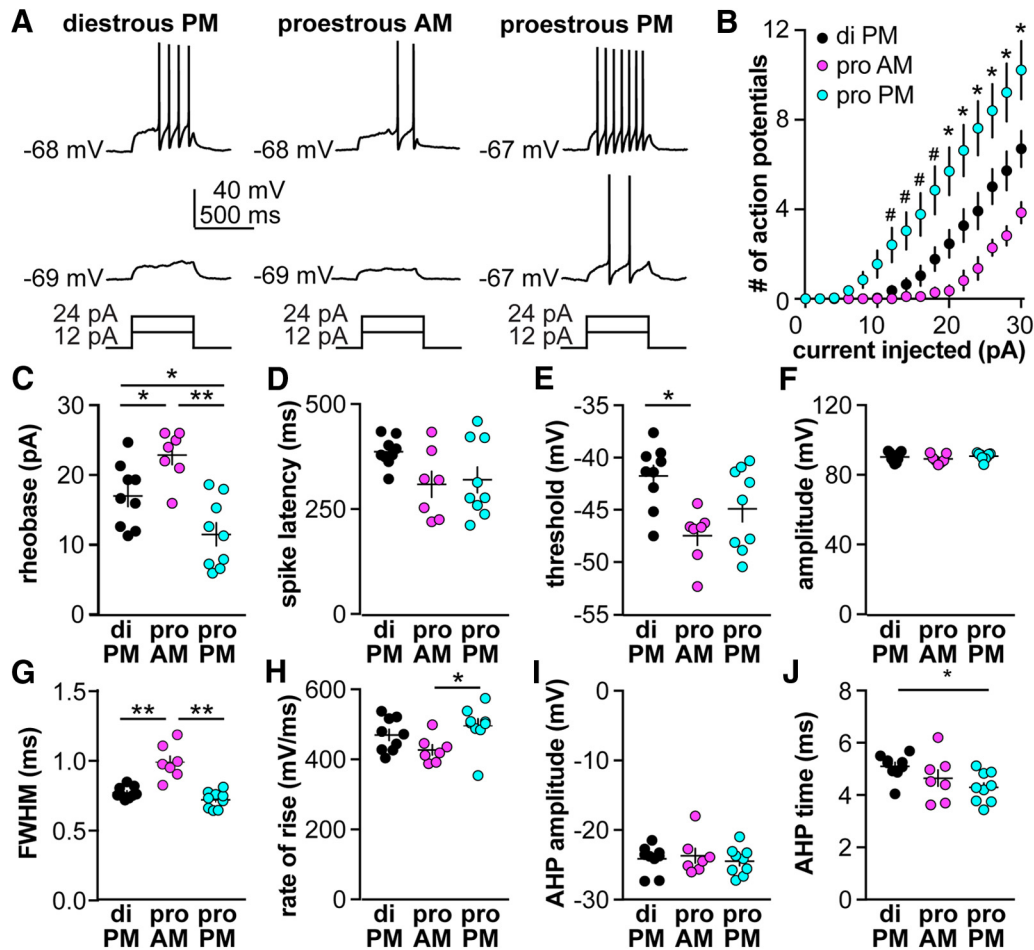 A
diestrous PM
proestrous AM
proestrous PM
-68 mV
-68 mV
-67 mV
40 mV
500 ms
-69 mV
-69 mV
-67 mV
24 pA
12 pA
24 pA
12 pA
24 pA
12 pA
B
# of action potentials
12
8
4
0
di PM
pro AM
pro PM
# # # # * * * * * *
0 10 20 30
current injected (pA)
C
rheobase (pA)
30
20
10
0
*
* **
di PM
pro AM
pro PM
D
spike latency (ms)
500
250
0
di PM
pro AM
pro PM
E
threshold (mV)
-35
-40
-45
-50
-55
*
di PM
pro AM
pro PM
F
amplitude (mV)
120
80
40
0
di PM
pro AM
pro PM
G
FWHM (ms)
1.5
1.0
0.5
0.0
** **
di PM
pro AM
pro PM
H
rate of rise (mV/ms)
600
400
200
0
*
di PM
pro AM
pro PM
I
AHP amplitude (mV)
0
-10
-20
-30
di PM
pro AM
pro PM
J
AHP time (ms)
8
6
4
2
0
*
di PM
pro AM
pro PM